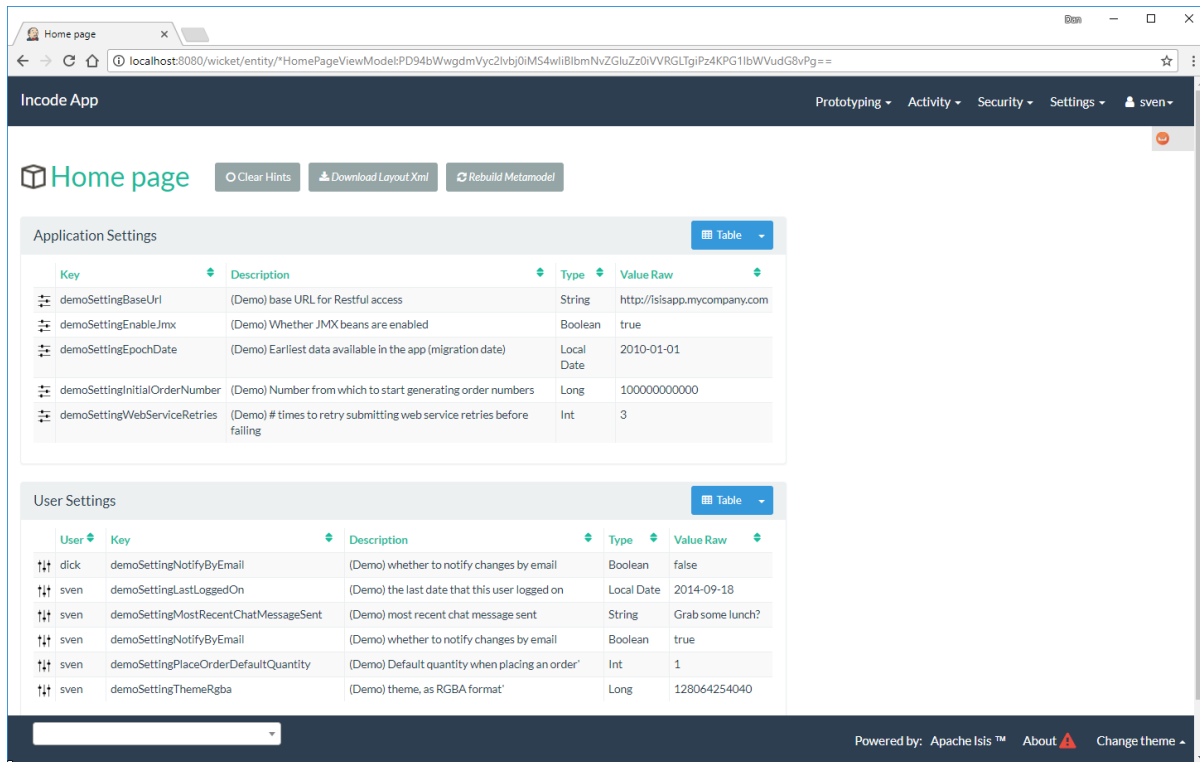 Home page
Dan
localhost:8080/wicket/entity/*HomePageViewModel:PD94bWwgdmVyc2lvbj0iMS4wIiBlbmNvZGluZz0iVVRGLTgiPz4KPG1lbWVudG8vPg==
Incode App Prototyping Activity Security Settings sven
Home page Clear Hints Download Layout Xml Rebuild Metamodel
Application Settings Table
Key Description Type Value Raw
demoSettingBaseUrl (Demo) base URL for Restful access String http://isisapp.mycompany.com
demoSettingEnableJmx (Demo) Whether JMX beans are enabled Boolean true
demoSettingEpochDate (Demo) Earliest data available in the app (migration date) Local 2010-01-01
Date
demoSettingInitialOrderNumber (Demo) Number from which to start generating order numbers Long 100000000000
demoSettingWebServiceRetries (Demo) # times to retry submitting web service retries before Int 3
failing
User Settings Table
User Key Description Type Value Raw
dick demoSettingNotifyByEmail (Demo) whether to notify changes by email Boolean false
sven demoSettingLastLoggedOn (Demo) the last date that this user logged on Local Date 2014-09-18
sven demoSettingMostRecentChatMessageSent (Demo) most recent chat message sent String Grab some lunch?
sven demoSettingNotifyByEmail (Demo) whether to notify changes by email Boolean true
sven demoSettingPlaceOrderDefaultQuantity (Demo) Default quantity when placing an order' Int 1
sven demoSettingThemeRgba (Demo) theme, as RGBA format' Long 128064254040
Powered by: Apache Isis ™ About Change theme